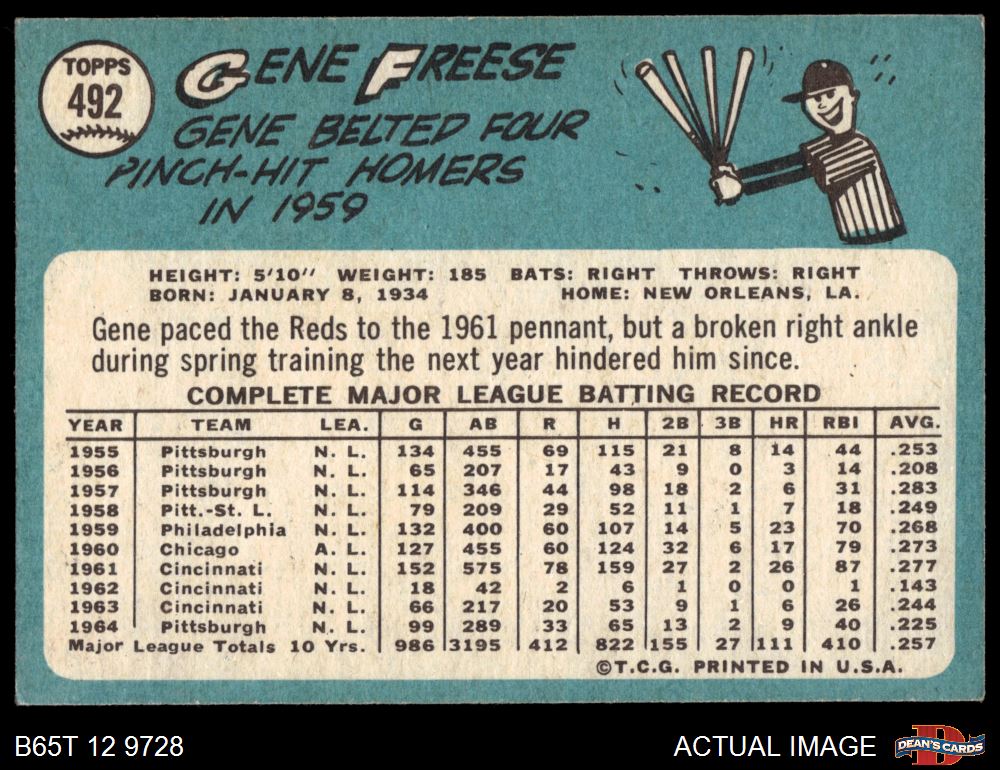 TOPPS
492
GENE FREESE
GENE BELTED FOUR
PINCH-HIT HOMERS
IN 1959
HEIGHT: 5'10" WEIGHT: 185 BATS: RIGHT THROWS: RIGHT
BORN: JANUARY 8, 1934 HOME: NEW ORLEANS, LA.
Gene paced the Reds to the 1961 pennant, but a broken right ankle
during spring training the next year hindered him since.
COMPLETE MAJOR LEAGUE BATTING RECORD
YEAR TEAM LEA. G AB R H 2B 3B HR RBI AVG.
1955 Pittsburgh N. L. 134 455 69 115 21 8 14 44 .253
1956 Pittsburgh N. L. 65 207 17 43 9 0 3 14 .208
1957 Pittsburgh N. L. 114 346 44 98 18 2 6 31 .283
1958 Pitt.-St. L. N. L. 79 209 29 52 11 1 7 18 .249
1959 Philadelphia N. L. 132 400 60 107 14 5 23 70 .268
1960 Chicago A. L. 127 455 60 124 32 6 17 79 .273
1961 Cincinnati N. L. 152 575 78 159 27 2 26 87 .277
1962 Cincinnati N. L. 18 42 2 6 1 0 0 1 .143
1963 Cincinnati N. L. 66 217 20 53 9 1 6 26 .244
1964 Pittsburgh N. L. 99 289 33 65 13 2 9 40 .225
Major League Totals 10 Yrs. 986 3195 412 822 155 27 111 410 .257
©T.C.G. PRINTED IN U.S.A.
B65T 12 9728 ACTUAL IMAGE
D
DEAN'S CARDS